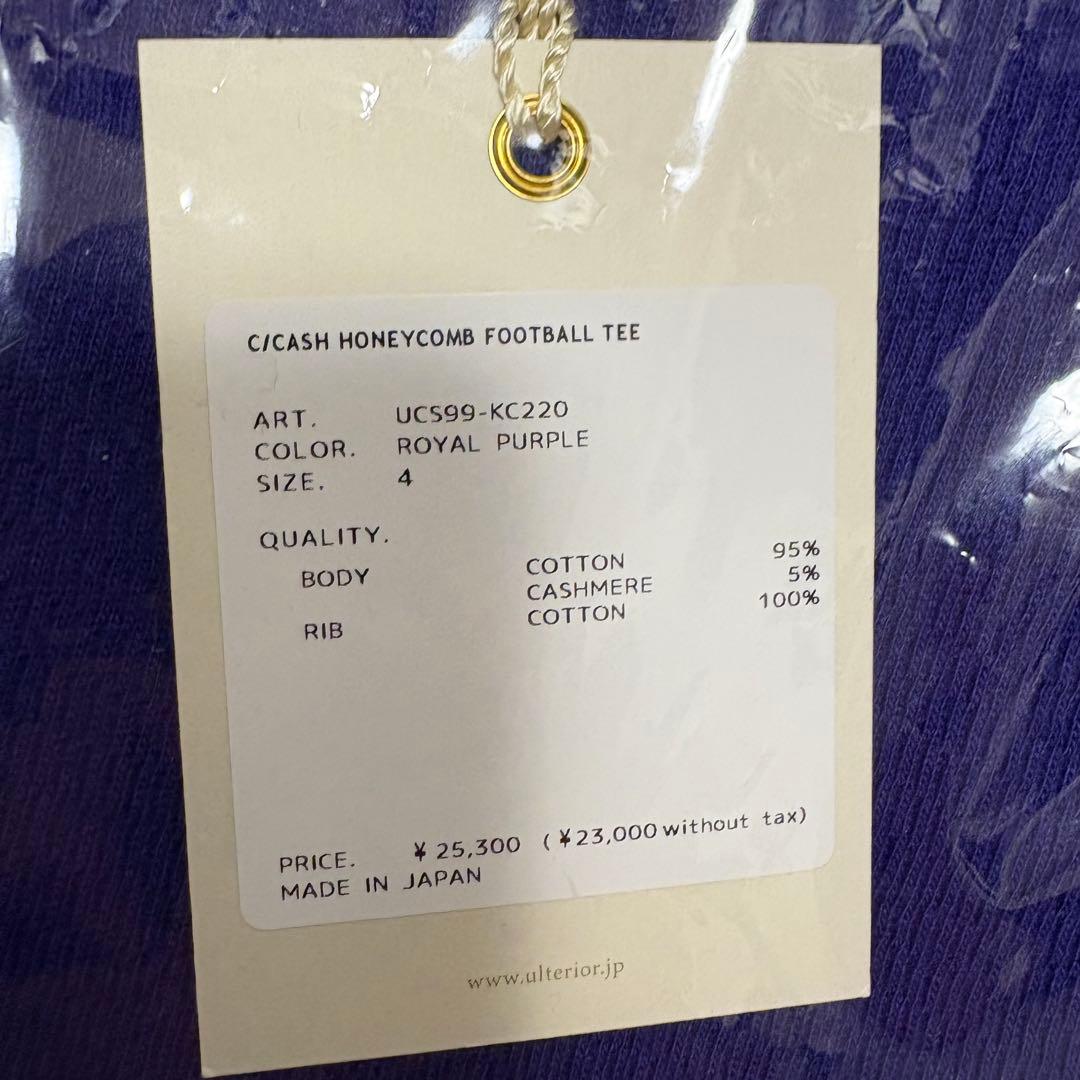 C/CASH HONEYCOMB FOOTBALL TEE
ART. UCS99-KC220
COLOR. ROYAL PURPLE
SIZE. 4
QUALITY.
BODY COTTON 95%
CASHMERE 5%
RIB COTTON 100%
PRICE. ¥ 25,300 (¥23,000 without tax)
MADE IN JAPAN
www.ulterior.jp